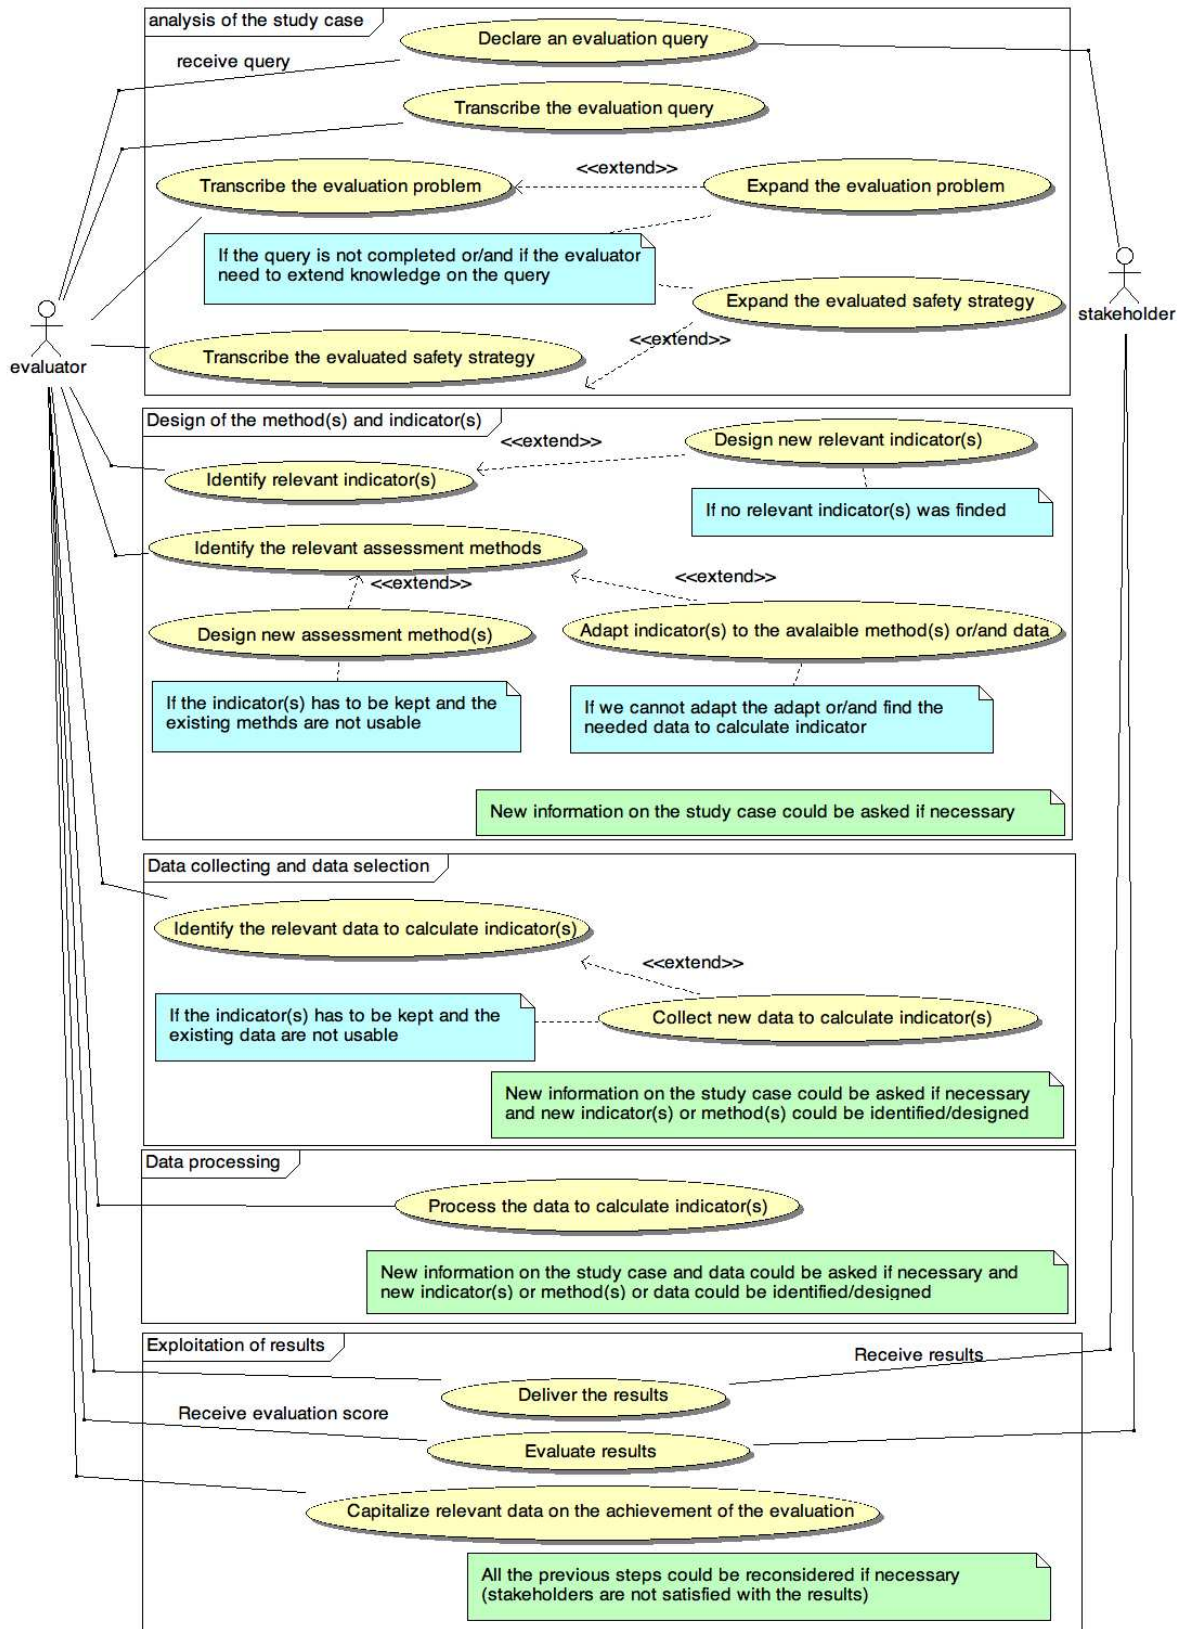 analysis of the study case
Declare an evaluation query
receive query
Transcribe the evaluation query
<<extend>>
Transcribe the evaluation problem
Expand the evaluation problem
If the query is not completed or/and if the evaluator
need to extend knowledge on the query
Expand the evaluated safety strategy
stakeholder
<<extend>>
Transcribe the evaluated safety strategy
evaluator
Design of the method(s) and indicator(s)
<<extend>>
Design new relevant indicator(s)
Identify relevant indicator(s)
If no relevant indicator(s) was finded
Identify the relevant assessment methods
<<extend>>
<<extend>>
Design new assessment method(s)
Adapt indicator(s) to the avalaible method(s) or/and data
If the indicator(s) has to be kept and the
existing methds are not usable
If we cannot adapt the adapt or/and find the
needed data to calculate indicator
New information on the study case could be asked if necessary
Data collecting and data selection
Identify the relevant data to calculate indicator(s)
<<extend>>
If the indicator(s) has to be kept and the
existing data are not usable
Collect new data to calculate indicator(s)
New information on the study case could be asked if necessary
and new indicator(s) or method(s) could be identified/designed
Data processing
Process the data to calculate indicator(s)
New information on the study case and data could be asked if necessary and
new indicator(s) or method(s) or data could be identified/designed
Exploitation of results
Receive results
Deliver the results
Receive evaluation score
Evaluate results
Capitalize relevant data on the achievement of the evaluation
All the previous steps could be reconsidered if necessary
(stakeholders are not satisfied with the results)